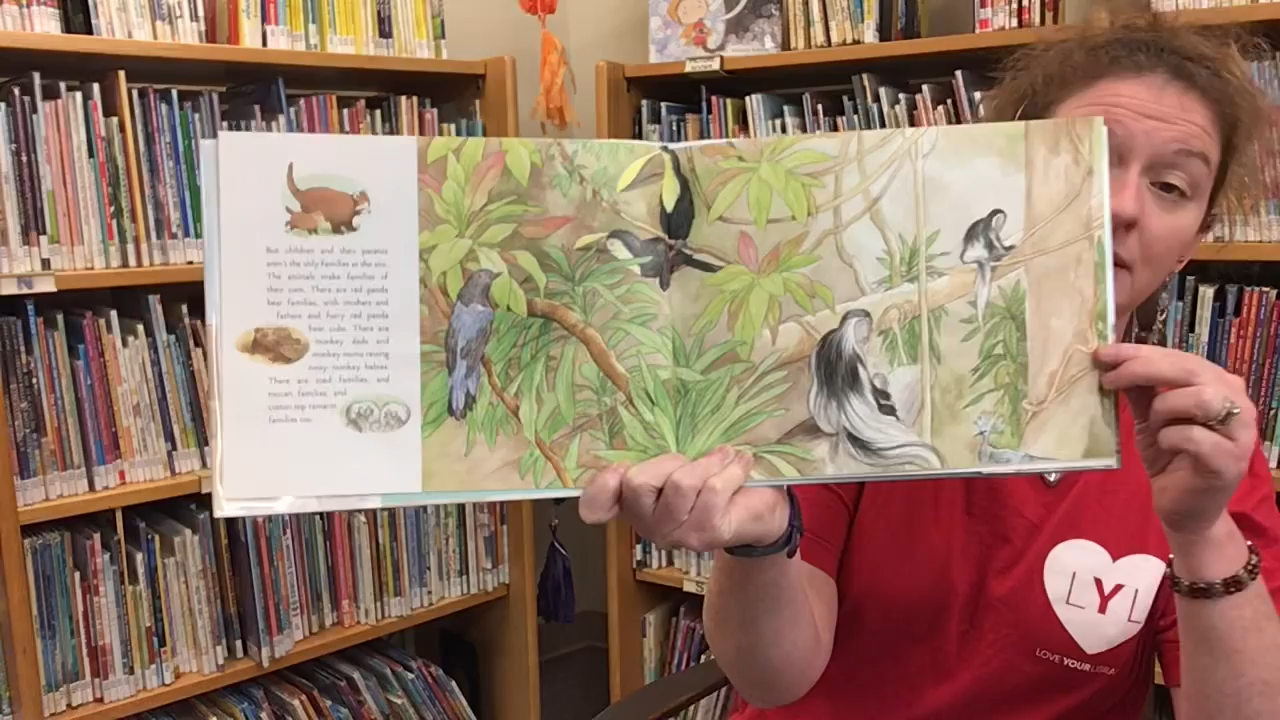 But children and their parents
aren't the only families at the zoo.
The animals make families of
their own. There are red panda
bear families, with mothers and
fathers and furry red panda
bear cubs. There are
monkey dads and
monkey moms raising
monkey babies.
There are toad families, and
toucan families, and
cotton-top tamarin
families too.
N
LYL
LOVE YOUR LIBRA